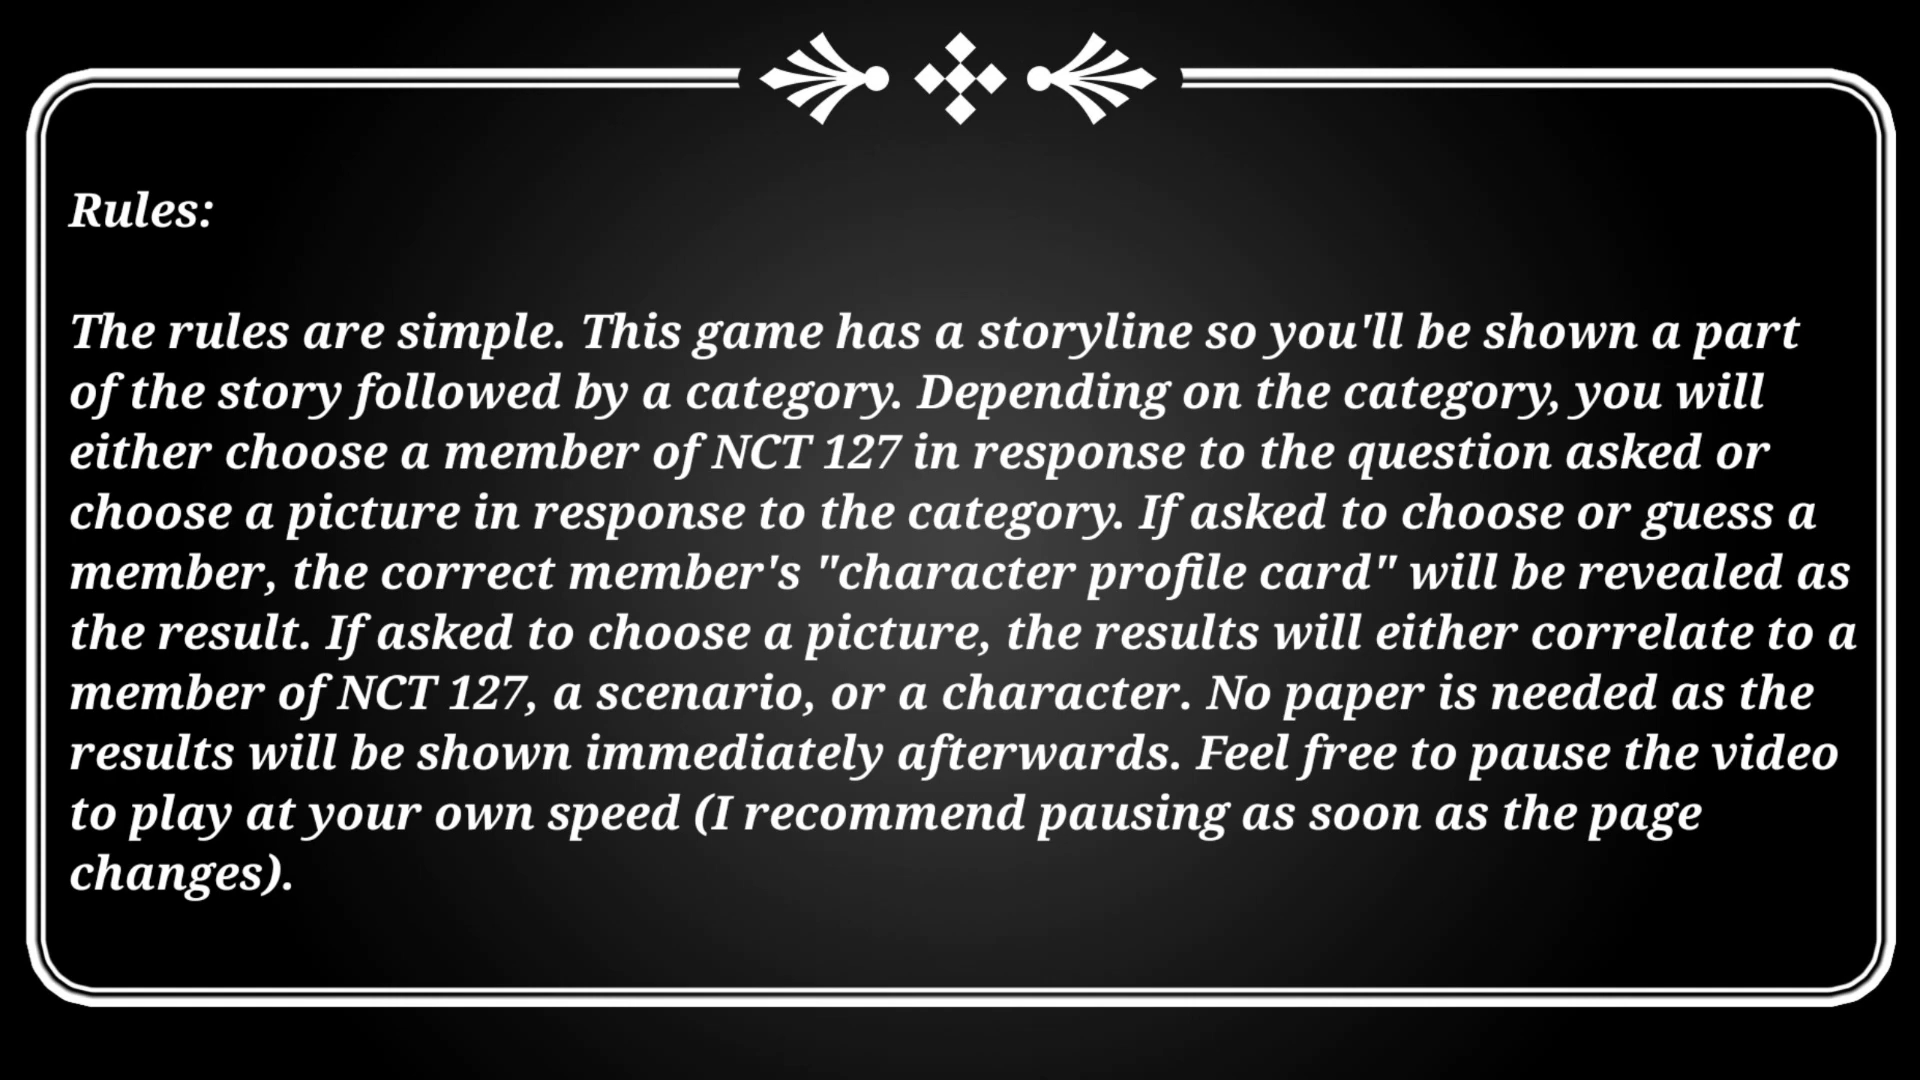 Rules:
The rules are simple. This game has a storyline so you'll be shown a part
of the story followed by a category. Depending on the category, you will
either choose a member of NCT 127 in response to the question asked or
choose a picture in response to the category. If asked to choose or guess a
member, the correct member's "character profile card" will be revealed as
the result. If asked to choose a picture, the results will either correlate to a
member of NCT 127, a scenario, or a character. No paper is needed as the
results will be shown immediately afterwards. Feel free to pause the video
to play at your own speed (I recommend pausing as soon as the page
changes).